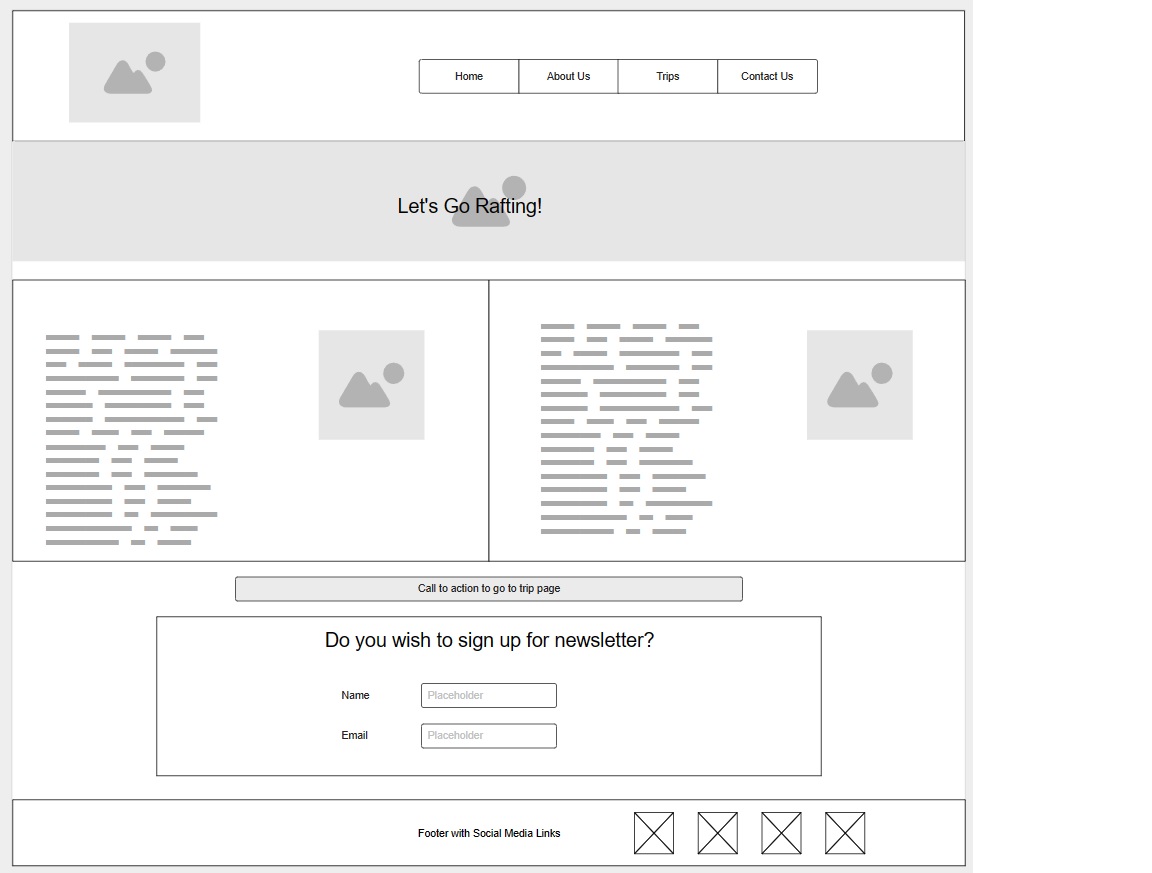 Home
About Us
Trips
Contact Us
Let's Go Rafting!
Call to action to go to trip page
Do you wish to sign up for newsletter?
Name
Placeholder
Email
Placeholder
Footer with Social Media Links